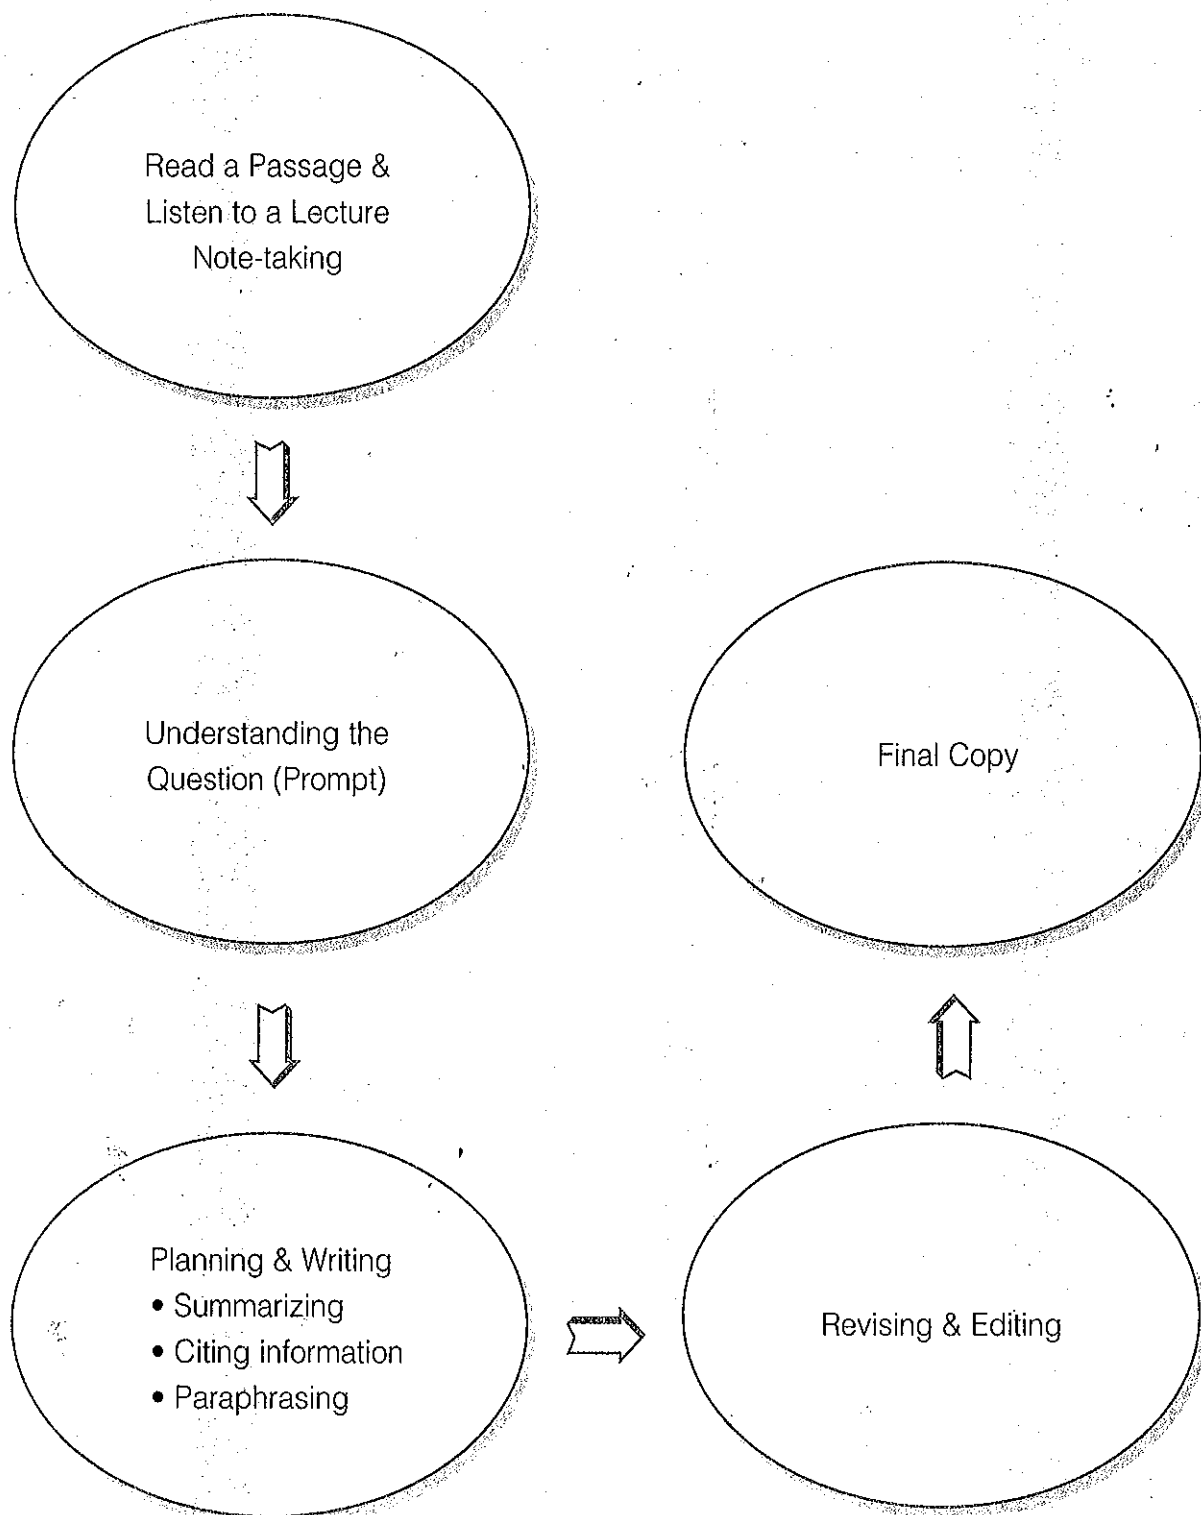 Read a Passage &
Listen to a Lecture
Note-taking
Understanding the
Question (Prompt)
Planning & Writing
• Summarizing
• Citing information
• Paraphrasing
Revising & Editing
Final Copy